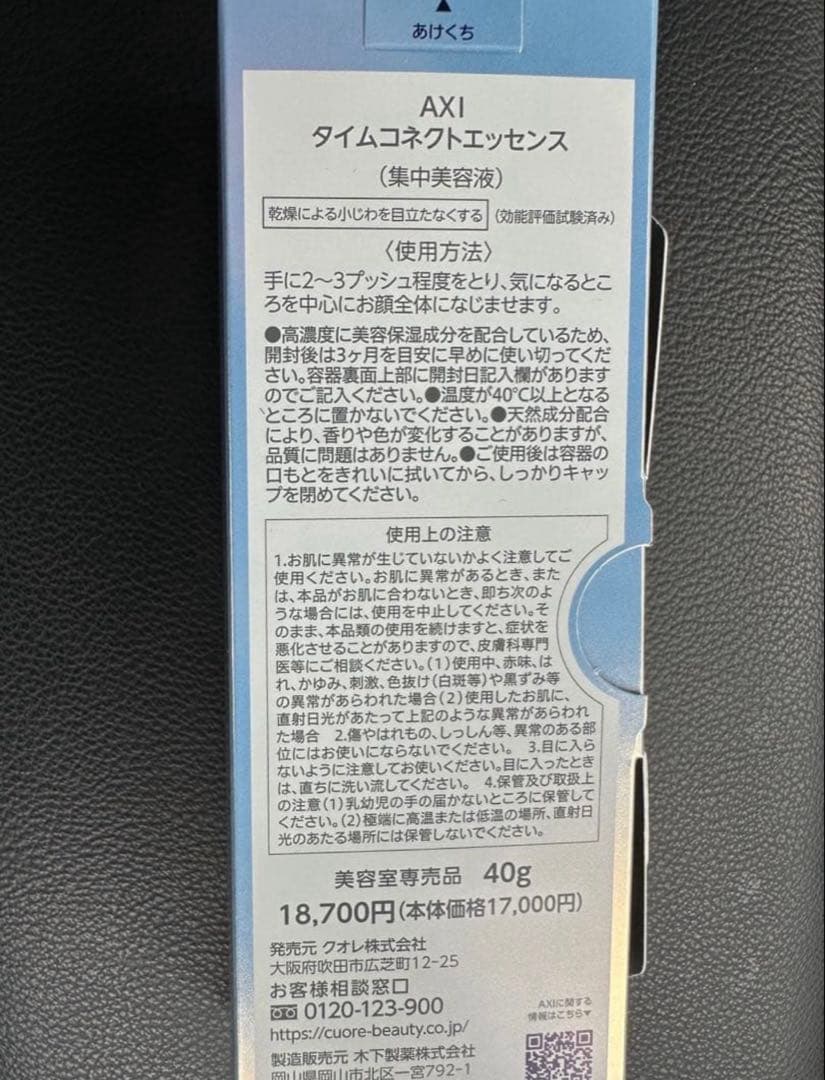 ▲
あけくち
AXI
タイムコネクトエッセンス
(集中美容液)
乾燥による小じわを目立たなくする (効能評価試験済み)
〈使用方法〉
手に2～3プッシュ程度をとり、気になるとこ
ろを中心にお顔全体になじませます。
●高濃度に美容保湿成分を配合しているため、
開封後は3ヶ月を目安に早めに使い切ってくだ
さい。容器裏面上部に開封日記入欄があります
のでご記入ください。●温度が40℃以上となる
ところに置かないでください。●天然成分配合
により、香りや色が変化することがありますが、
品質に問題はありません。●ご使用後は容器の
口もとをきれいに拭いてから、しっかりキャッ
プを閉めてください。
使用上の注意
1.お肌に異常が生じていないかよく注意してご
使用ください。お肌に異常があるとき、また
は、本品がお肌に合わないとき、即ち次のよ
うな場合には、使用を中止してください。そ
のまま、本品類の使用を続けますと、症状を
悪化させることがありますので、皮膚科専門
医等にご相談ください。(1)使用中、赤味、は
れ、かゆみ、刺激、色抜け(白斑等)や黒ずみ等
の異常があらわれた場合(2)使用したお肌に、
直射日光があたって上記のような異常があらわれ
た場合 2.傷やはれもの、しっしん等、異常のある部
位にはお使いにならないでください。 3.目に入ら
ないように注意してお使いください。目に入ったとき
は、直ちに洗い流してください。 4.保管及び取扱上
の注意(1)乳幼児の手の届かないところに保管して
ください。(2)極端に高温または低温の場所、直射日
光のあたる場所には保管しないでください。
美容室専売品 40g
18,700円(本体価格17,000円)
発売元 クオレ株式会社
大阪府吹田市広芝町12-25
お客様相談窓口
0120-123-900
https://cuore-beauty.co.jp/
AXIに関する
情報はこちら▼
製造販売元 木下製薬株式会社
岡山県岡山市北区一宮792-1